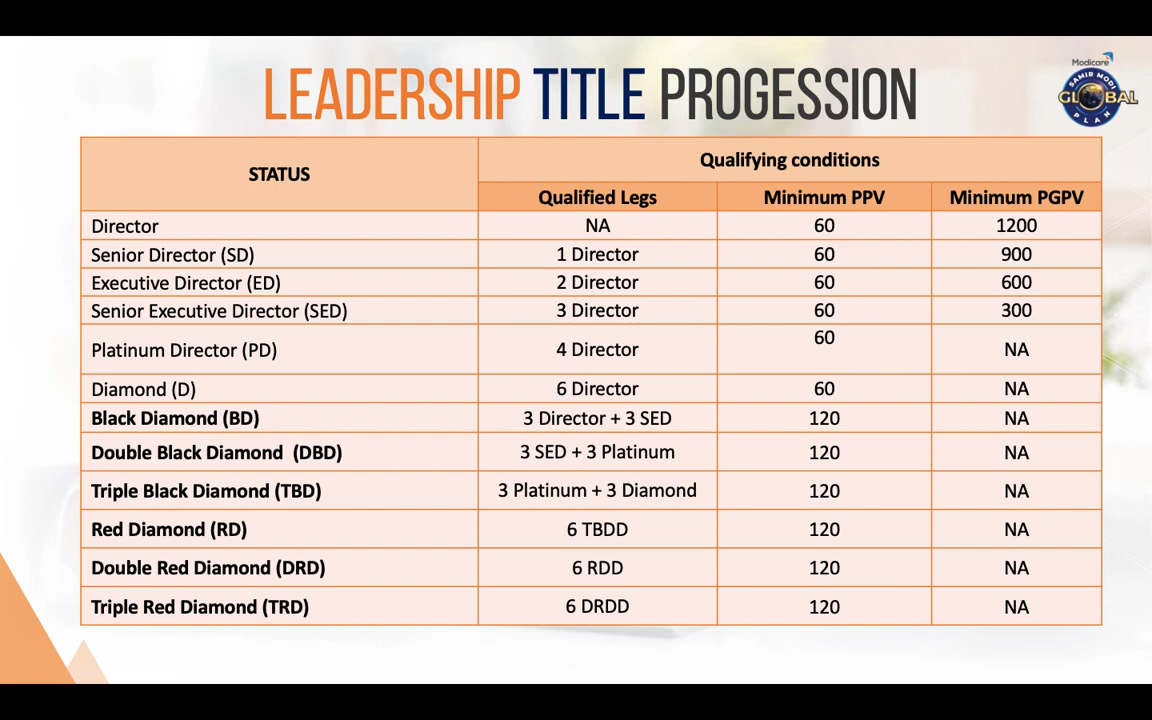 Modicare
SAMIR MODI
GLOBAL
PLAN
LEADERSHIP TITLE PROGESSION
STATUS
Qualifying conditions
Qualified Legs Minimum PPV Minimum PGPV
Director NA 60 1200
Senior Director (SD) 1 Director 60 900
Executive Director (ED) 2 Director 60 600
Senior Executive Director (SED) 3 Director 60 300
Platinum Director (PD) 4 Director 60 NA
Diamond (D) 6 Director 60 NA
Black Diamond (BD) 3 Director + 3 SED 120 NA
Double Black Diamond (DBD) 3 SED + 3 Platinum 120 NA
Triple Black Diamond (TBD) 3 Platinum + 3 Diamond 120 NA
Red Diamond (RD) 6 TBDD 120 NA
Double Red Diamond (DRD) 6 RDD 120 NA
Triple Red Diamond (TRD) 6 DRDD 120 NA